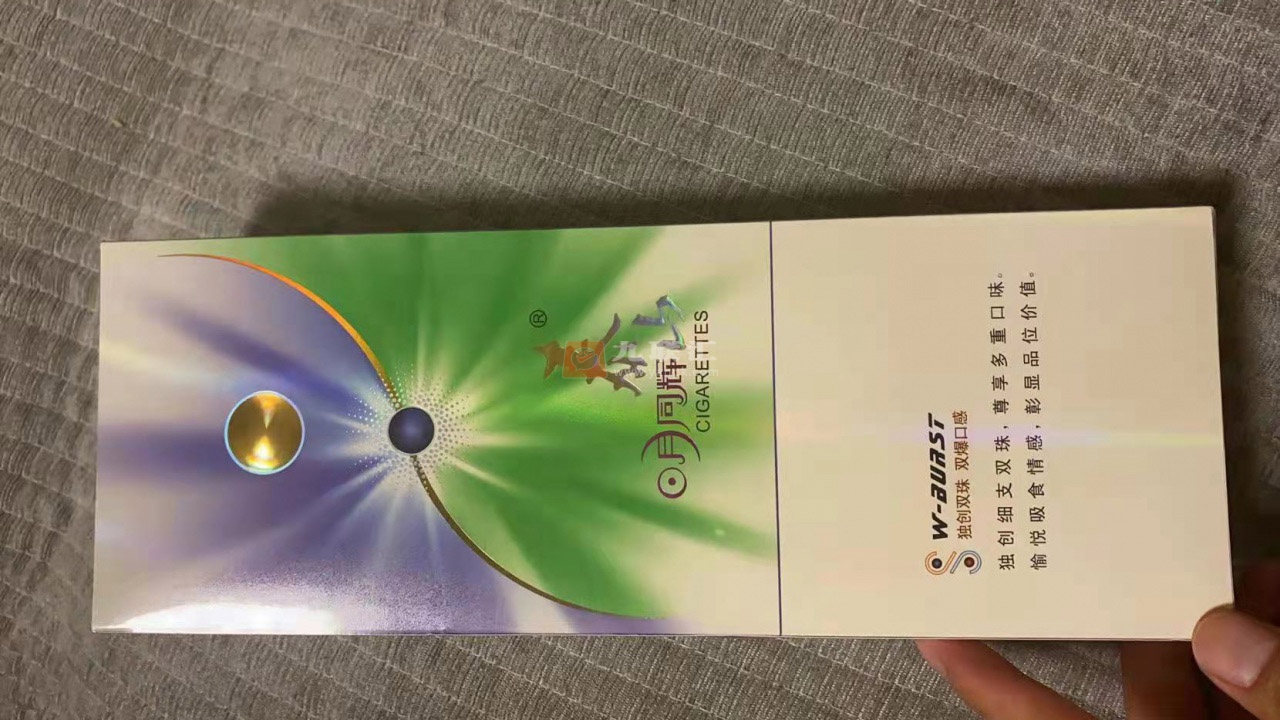 黄山®
日月同辉
CIGARETTES
W-BURST
独创双珠 双爆口感
独创细支双珠，尊享多重口味。
愉悦吸食情感，彰显品位价值。